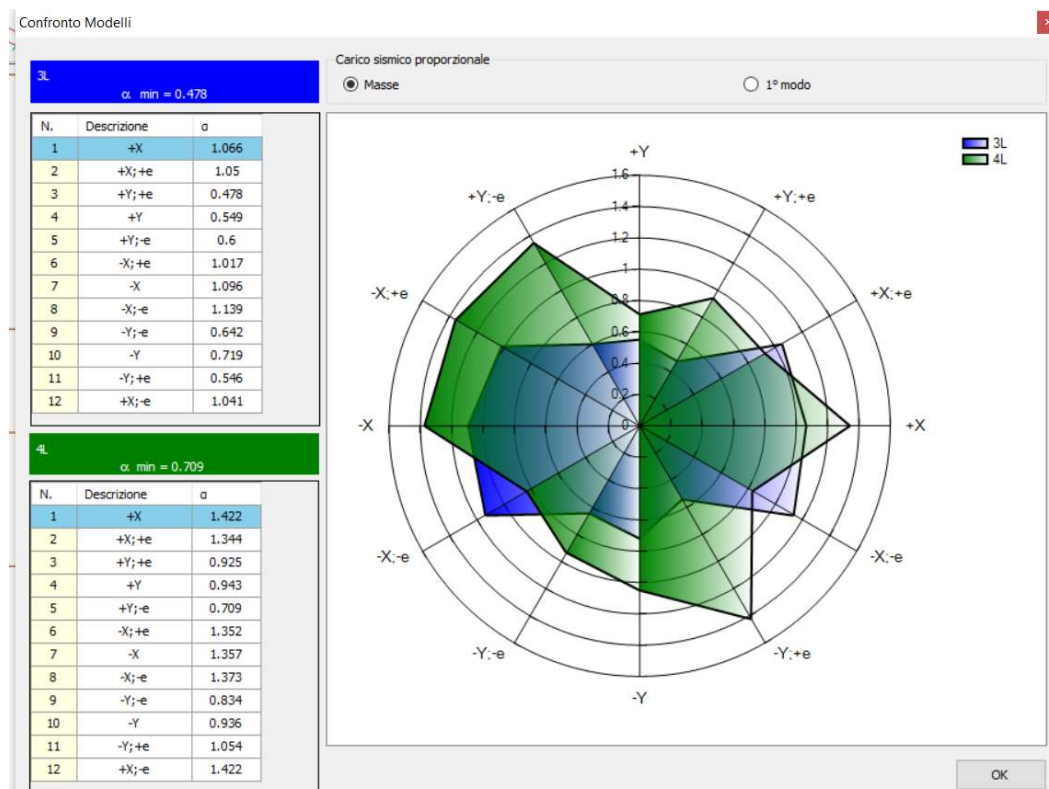 Confronto Modelli
3L
α min = 0.478
N. Descrizione α
1 +X 1.066
2 +X;+e 1.05
3 +Y;+e 0.478
4 +Y 0.549
5 +Y;-e 0.6
6 -X;+e 1.017
7 -X 1.096
8 -X;-e 1.139
9 -Y;-e 0.642
10 -Y 0.719
11 -Y;+e 0.546
12 +X;-e 1.041
4L
α min = 0.709
N. Descrizione α
1 +X 1.422
2 +X;+e 1.344
3 +Y;+e 0.925
4 +Y 0.943
5 +Y;-e 0.709
6 -X;+e 1.352
7 -X 1.357
8 -X;-e 1.373
9 -Y;-e 0.834
10 -Y 0.936
11 -Y;+e 1.054
12 +X;-e 1.422
Carico sismico proporzionale
Masse
1° modo
3L
4L
+Y
+Y;-e
+Y;+e
-X;+e
+X;+e
-X
+X
-X;-e
-X;-e
-Y;-e
-Y;+e
-Y
1.6
1.4
1.2
1
0.8
0.6
0.4
0.2
0
OK